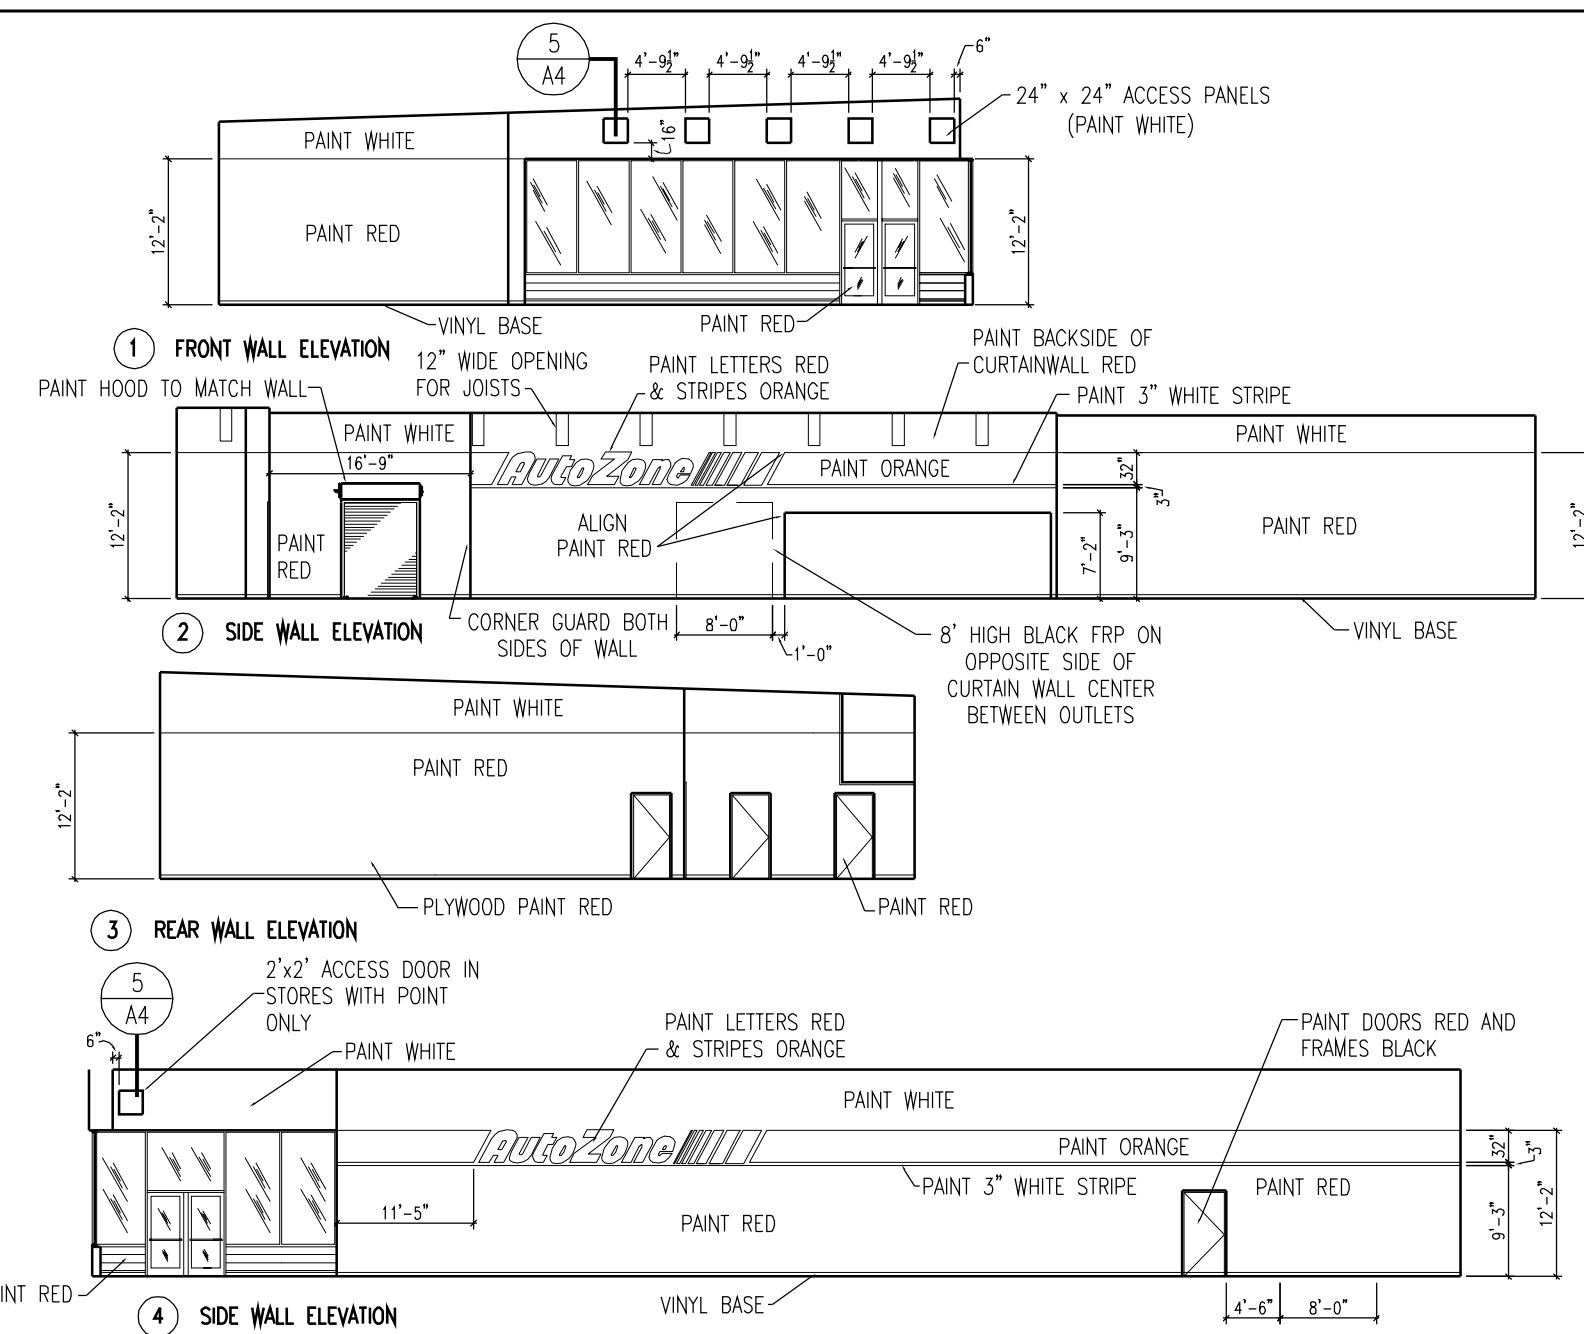 5
A4
4'-9½"
4'-9½"
4'-9½"
4'-9½"
6"
24" x 24" ACCESS PANELS
(PAINT WHITE)
PAINT WHITE
16"
12'-2"
PAINT RED
12'-2"
VINYL BASE
PAINT RED
1 FRONT WALL ELEVATION
12" WIDE OPENING
FOR JOISTS
PAINT LETTERS RED
& STRIPES ORANGE
PAINT BACKSIDE OF
CURTAINWALL RED
PAINT HOOD TO MATCH WALL
PAINT 3" WHITE STRIPE
PAINT WHITE
PAINT WHITE
16'-9"
AutoZone
PAINT ORANGE
32"
3"
12'-2"
PAINT
RED
ALIGN
PAINT RED
7'-2"
9'-3"
PAINT RED
12'-2"
2 SIDE WALL ELEVATION
CORNER GUARD BOTH
SIDES OF WALL
8'-0"
1'-0"
8' HIGH BLACK FRP ON
OPPOSITE SIDE OF
CURTAIN WALL CENTER
BETWEEN OUTLETS
VINYL BASE
PAINT WHITE
PAINT RED
12'-2"
PLYWOOD PAINT RED
PAINT RED
3 REAR WALL ELEVATION
5
A4
2'x2' ACCESS DOOR IN
STORES WITH POINT
ONLY
6"
PAINT WHITE
PAINT LETTERS RED
& STRIPES ORANGE
PAINT DOORS RED AND
FRAMES BLACK
PAINT WHITE
AutoZone
PAINT ORANGE
32"
3"
PAINT 3" WHITE STRIPE
PAINT RED
11'-5"
PAINT RED
9'-3"
12'-2"
INT RED
VINYL BASE
4'-6"
8'-0"
4 SIDE WALL ELEVATION